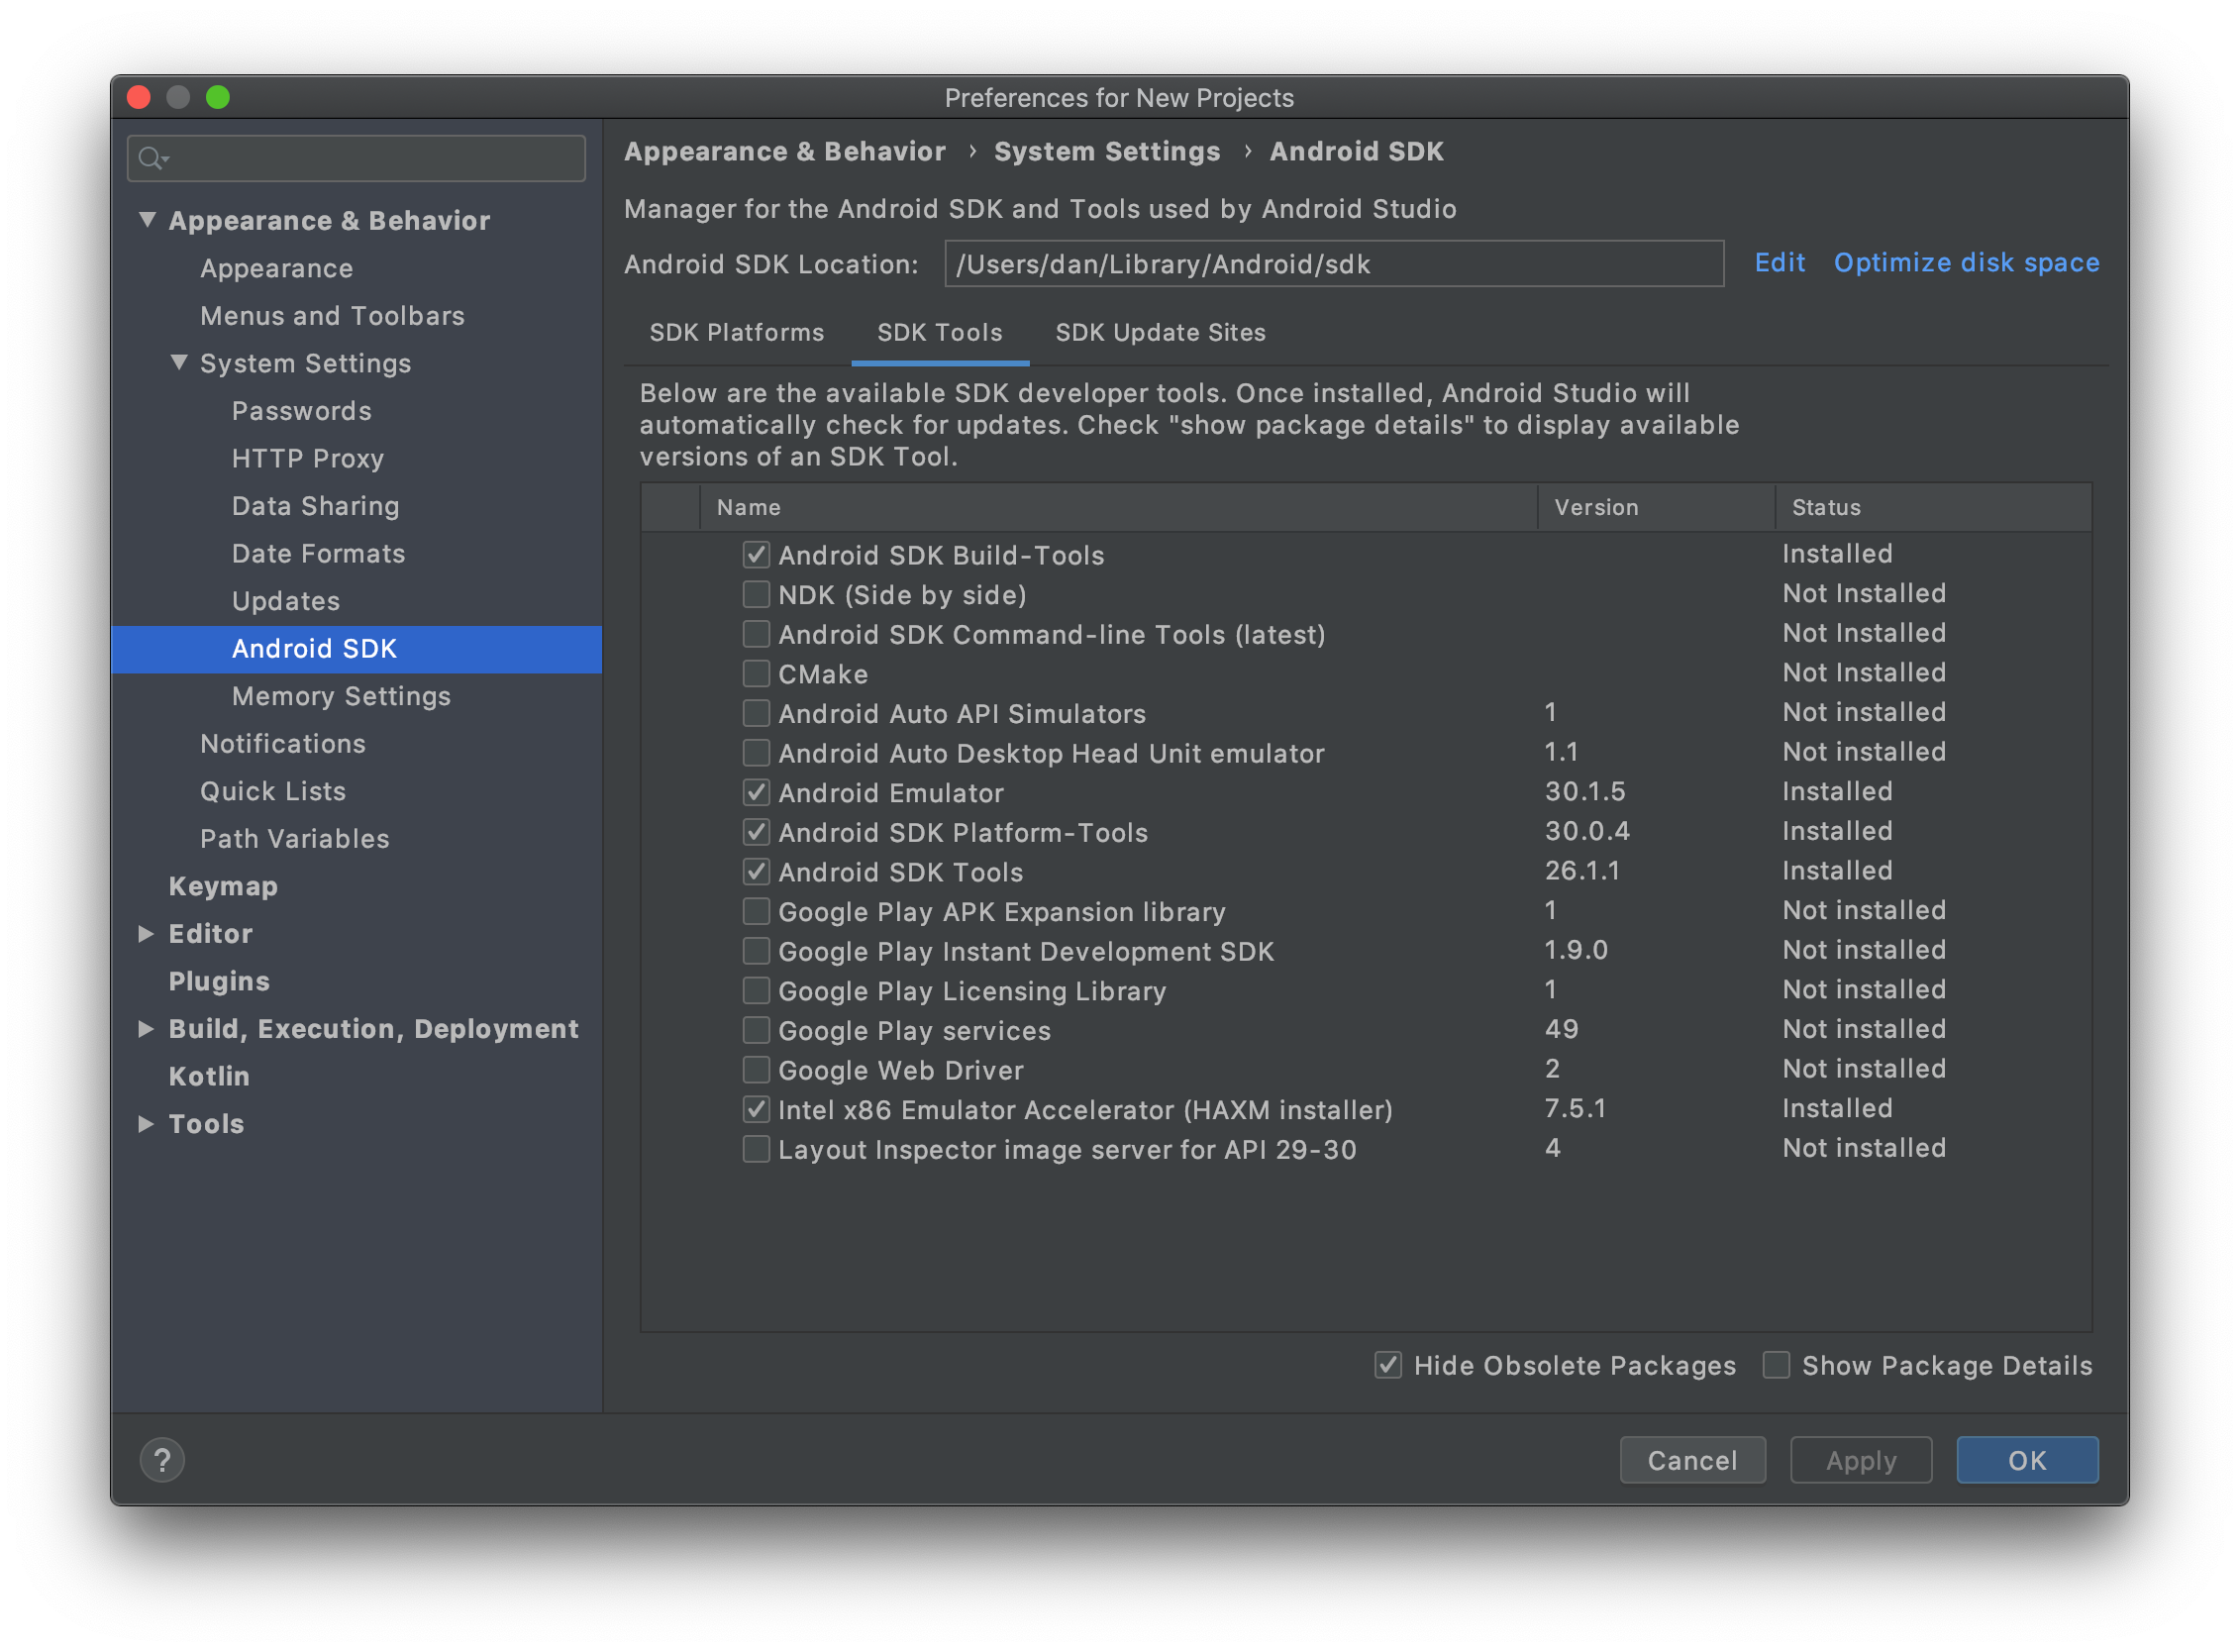 Preferences for New Projects
Appearance & Behavior
Appearance
Menus and Toolbars
System Settings
Passwords
HTTP Proxy
Data Sharing
Date Formats
Updates
Android SDK
Memory Settings
Notifications
Quick Lists
Path Variables
Keymap
Editor
Plugins
Build, Execution, Deployment
Kotlin
Tools
Appearance & Behavior › System Settings › Android SDK
Manager for the Android SDK and Tools used by Android Studio
Android SDK Location: /Users/dan/Library/Android/sdk Edit Optimize disk space
SDK Platforms SDK Tools SDK Update Sites
Below are the available SDK developer tools. Once installed, Android Studio will
automatically check for updates. Check "show package details" to display available
versions of an SDK Tool.
Name Version Status
Android SDK Build-Tools Installed
NDK (Side by side) Not Installed
Android SDK Command-line Tools (latest) Not Installed
CMake Not Installed
Android Auto API Simulators 1 Not installed
Android Auto Desktop Head Unit emulator 1.1 Not installed
Android Emulator 30.1.5 Installed
Android SDK Platform-Tools 30.0.4 Installed
Android SDK Tools 26.1.1 Installed
Google Play APK Expansion library 1 Not installed
Google Play Instant Development SDK 1.9.0 Not installed
Google Play Licensing Library 1 Not installed
Google Play services 49 Not installed
Google Web Driver 2 Not installed
Intel x86 Emulator Accelerator (HAXM installer) 7.5.1 Installed
Layout Inspector image server for API 29-30 4 Not installed
Hide Obsolete Packages Show Package Details
? Cancel Apply OK